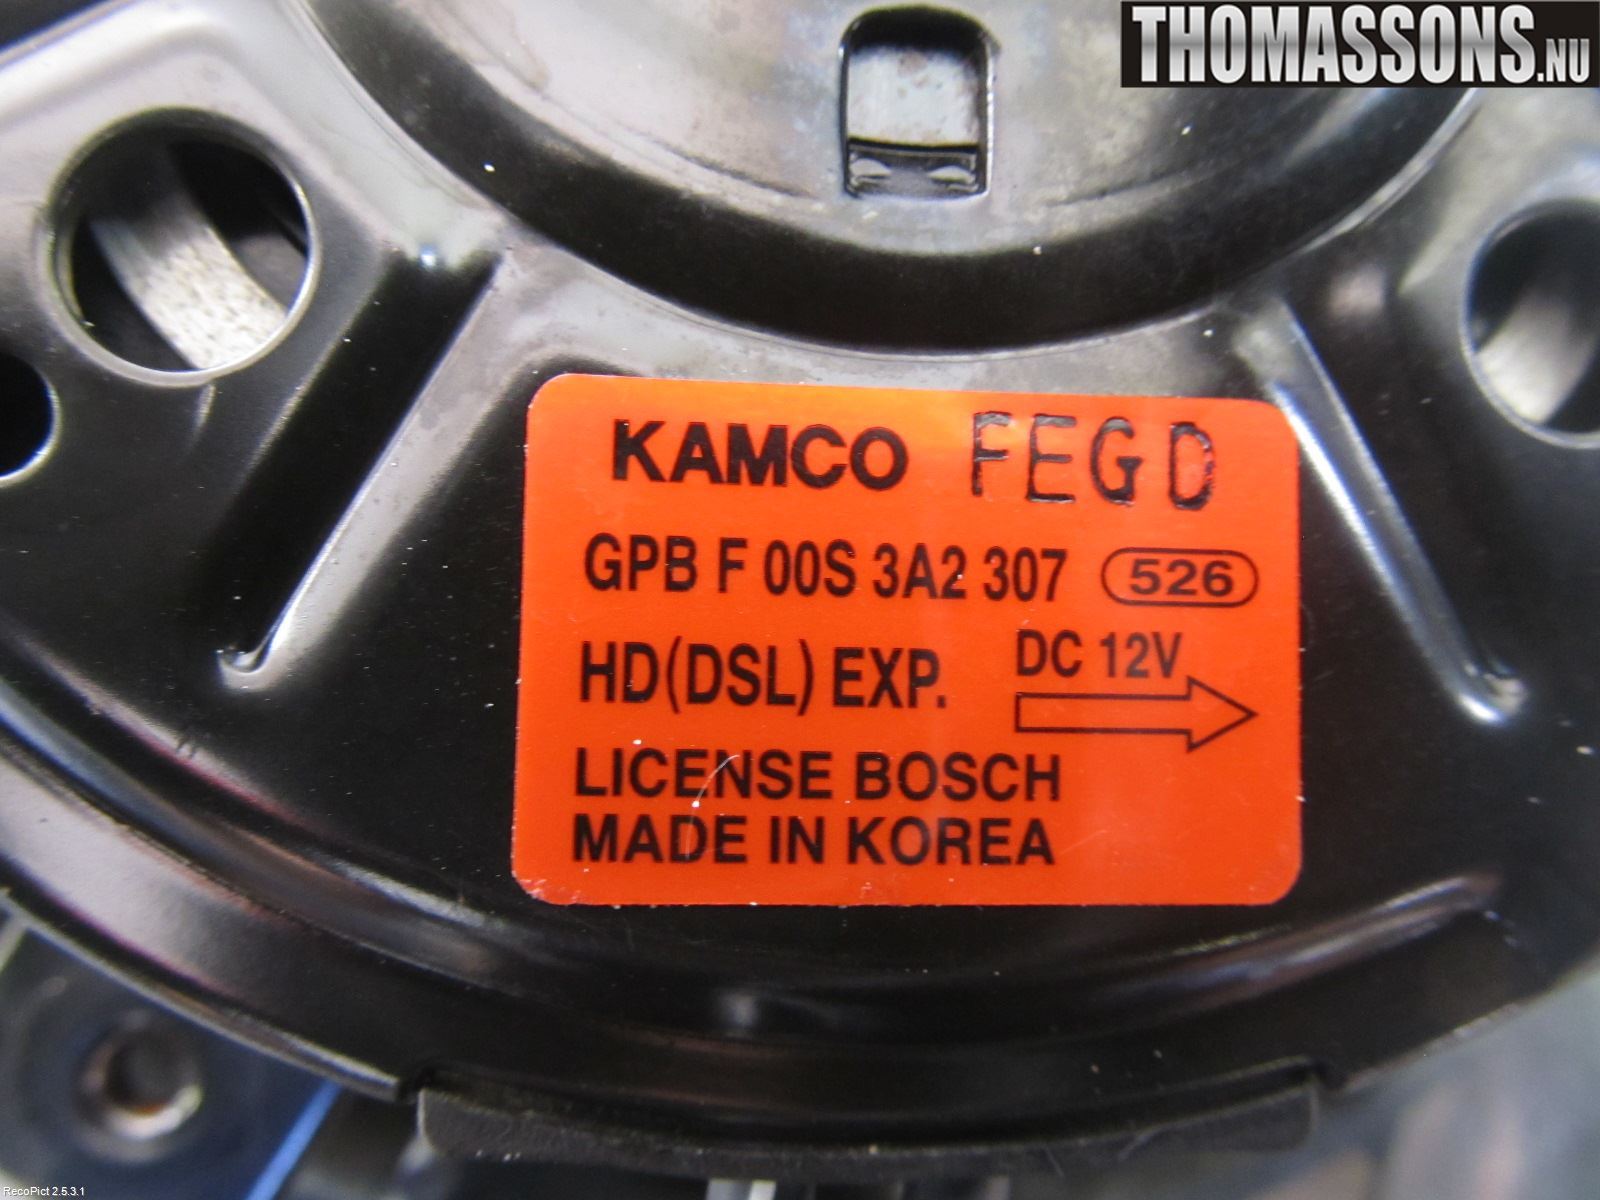 THOMASSONS.NU
KAMCO FEGD
GPB F 00S 3A2 307 526
HD(DSL) EXP. DC 12V
LICENSE BOSCH
MADE IN KOREA
RecoPict 2.5.3.1